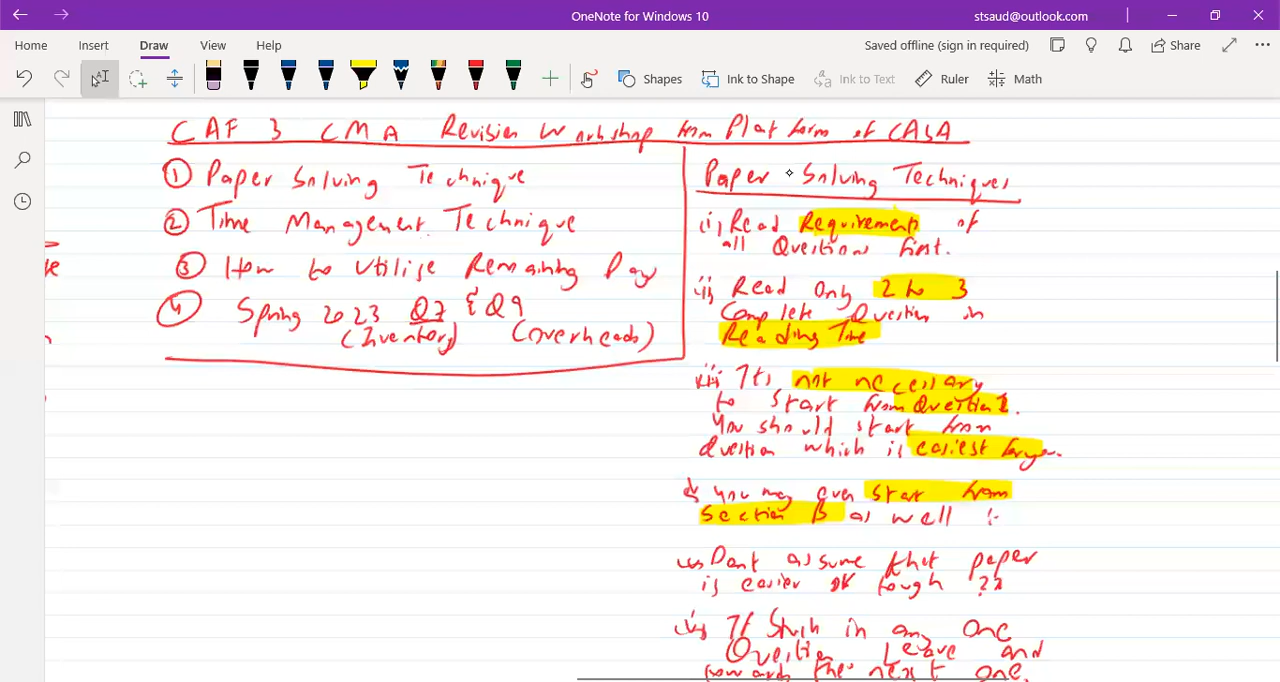 OneNote for Windows 10
stsaud@outlook.com
Home Insert Draw View Help
Saved offline (sign in required)
Share
Shapes
Ink to Shape
Ink to Text
Ruler
Math
CAF 3 CMA Revision Workshop from Platform of CASA
① Paper Solving Technique
② Time Management Technique
③ How to Utilise Remaining Day
④ Spring 2023 Q7 & Q9
(Inventory) (overheads)
Paper Solving Techniques
(i) Read Requirement of
all Questions first.
ii) Read Only 2 to 3
Complete Question in
Reading Time
iii) Its not necessary
to start from Question 1.
You should start from
question which is easiest for you.
You may even start from
section B as well
Dont assume that paper
is easier or tough ??
If Stuck in any one
Question Leave and
towards the next one.